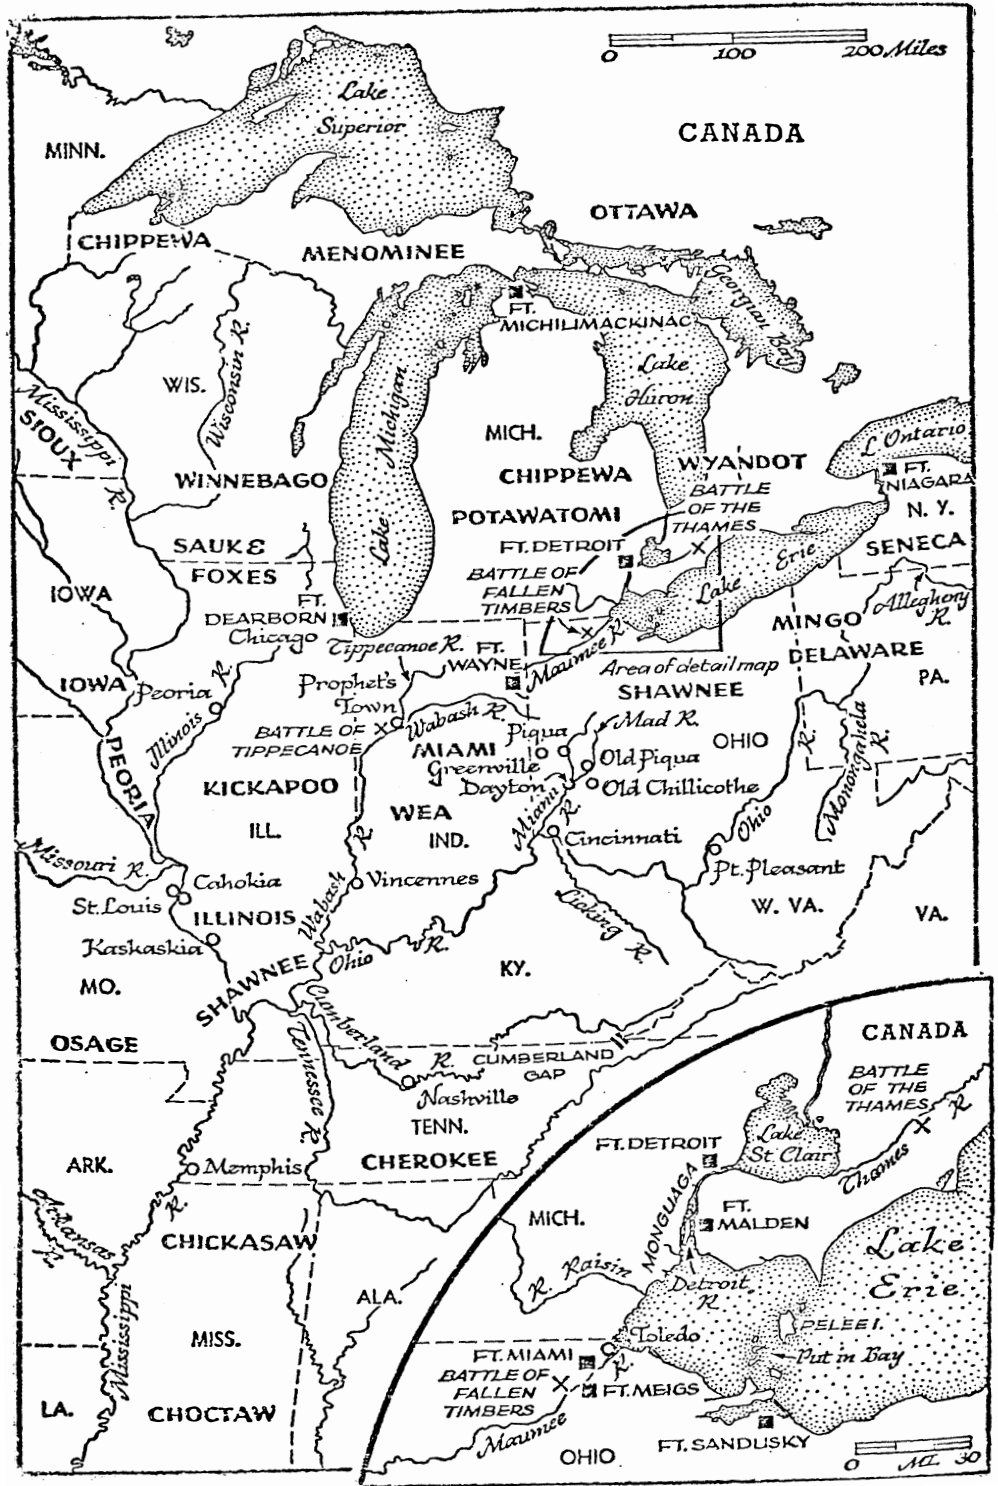 0 100 200 Miles
Lake
Superior
CANADA
MINN.
OTTAWA
CHIPPEWA
MENOMINEE
Georgian Bay
FT.
MICHILIMACKINAC
Lake
Huron
WIS.
Wisconsin R.
Lake Michigan
Mississippi R.
SIOUX
MICH.
CHIPPEWA
WYANDOT
L Ontario
FT.
NIAGARA
N. Y.
WINNEBAGO
POTAWATOMI
BATTLE
OF THE
THAMES
SAUK &
FOXES
FT. DETROIT
Lake Erie
SENECA
BATTLE OF
FALLEN
TIMBERS
IOWA
FT.
DEARBORN
Chicago
Allegheny
R.
MINGO
DELAWARE
PA.
Tippecanoe R.
FT.
WAYNE
Maumee R.
Area of detail map
SHAWNEE
IOWA
Peoria
Illinois R.
Prophet's
Town
BATTLE OF
TIPPECANOE
Wabash R.
Mad R.
Piqua
MIAMI
Greenville
Dayton
Old Piqua
Old Chillicothe
OHIO
Monongahela
R.
PEORIA
KICKAPOO
WEA
ILL.
IND.
Miami R.
Cincinnati
Ohio R.
Pt. Pleasant
Missouri R.
Cahokia
St. Louis
ILLINOIS
Kaskaskia
Wabash R.
Vincennes
Licking R.
W. VA.
VA.
MO.
SHAWNEE
Ohio R.
KY.
OSAGE
Cumberland R.
Tennessee R.
CUMBERLAND
GAP
Nashville
TENN.
ARK.
Memphis
CHEROKEE
Arkansas
R.
CHICKASAW
ALA.
Mississippi
R.
MISS.
LA.
CHOCTAW
CANADA
BATTLE
OF THE
THAMES
FT. DETROIT
Lake
St. Clair
Thames R
MONGUAGA
FT.
MALDEN
MICH.
R. Raisin
Detroit
R.
Lake
Erie
PELEE I.
Toledo
Put in Bay
FT. MIAMI
BATTLE OF
FALLEN
TIMBERS
FT. MEIGS
Maumee R.
FT. SANDUSKY
OHIO
0 MI. 30